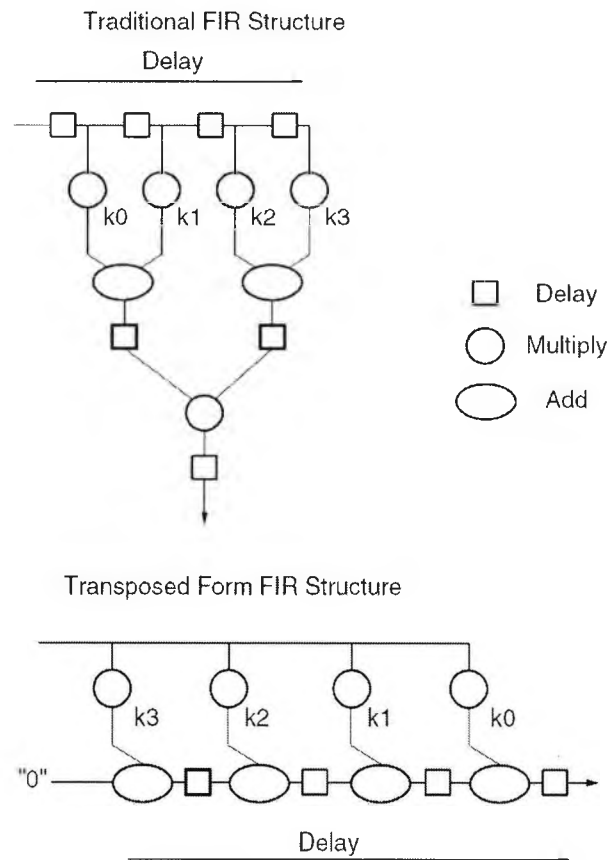 Traditional FIR Structure
Delay
k0 k1 k2 k3
Delay
Multiply
Add
Transposed Form FIR Structure
k3 k2 k1 k0
"0"
Delay